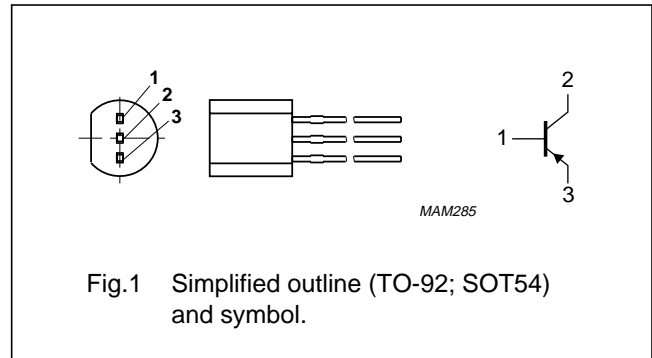 1
2
3
MAM285
2
1
3
Fig.1 Simplified outline (TO-92; SOT54)
and symbol.